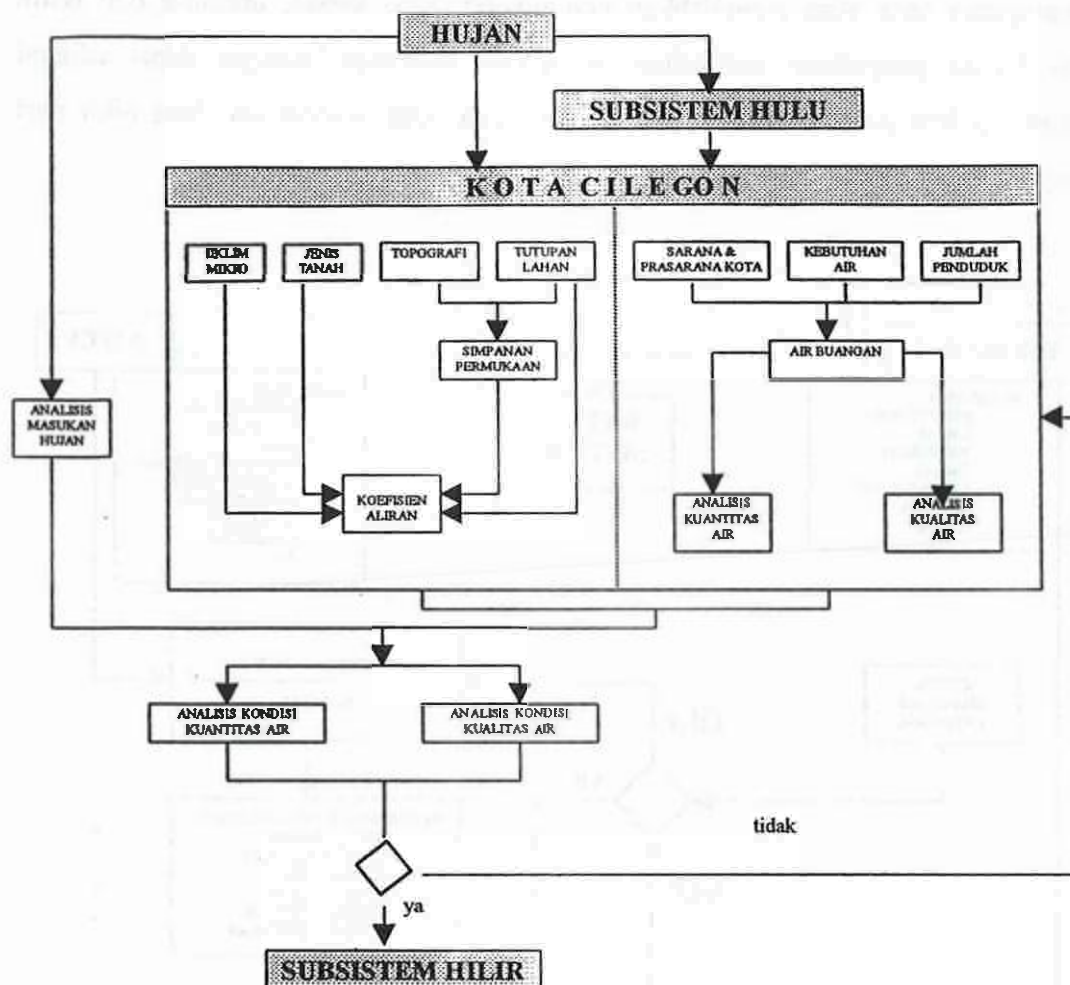 HUJAN
SUBSISTEM HULU
KOTA CILEGON
IKLIM
MIKRO
JENIS
TANAH
TOPOGRAFI
TUTUPAN
LAHAN
SARANA &
PRASARANA KOTA
KEBUTUHAN
AIR
JUMLAH
PENDUDUK
SIMPANAN
PERMUKAAN
AIR BUANGAN
ANALISIS
MASUKAN
HUJAN
KOEFISIEN
ALIRAN
ANALISIS
KUANTITAS
AIR
ANALISIS
KUALITAS
AIR
ANALISIS KONDISI
KUANTITAS AIR
ANALISIS KONDISI
KUALITAS AIR
tidak
ya
SUBSISTEM HILIR